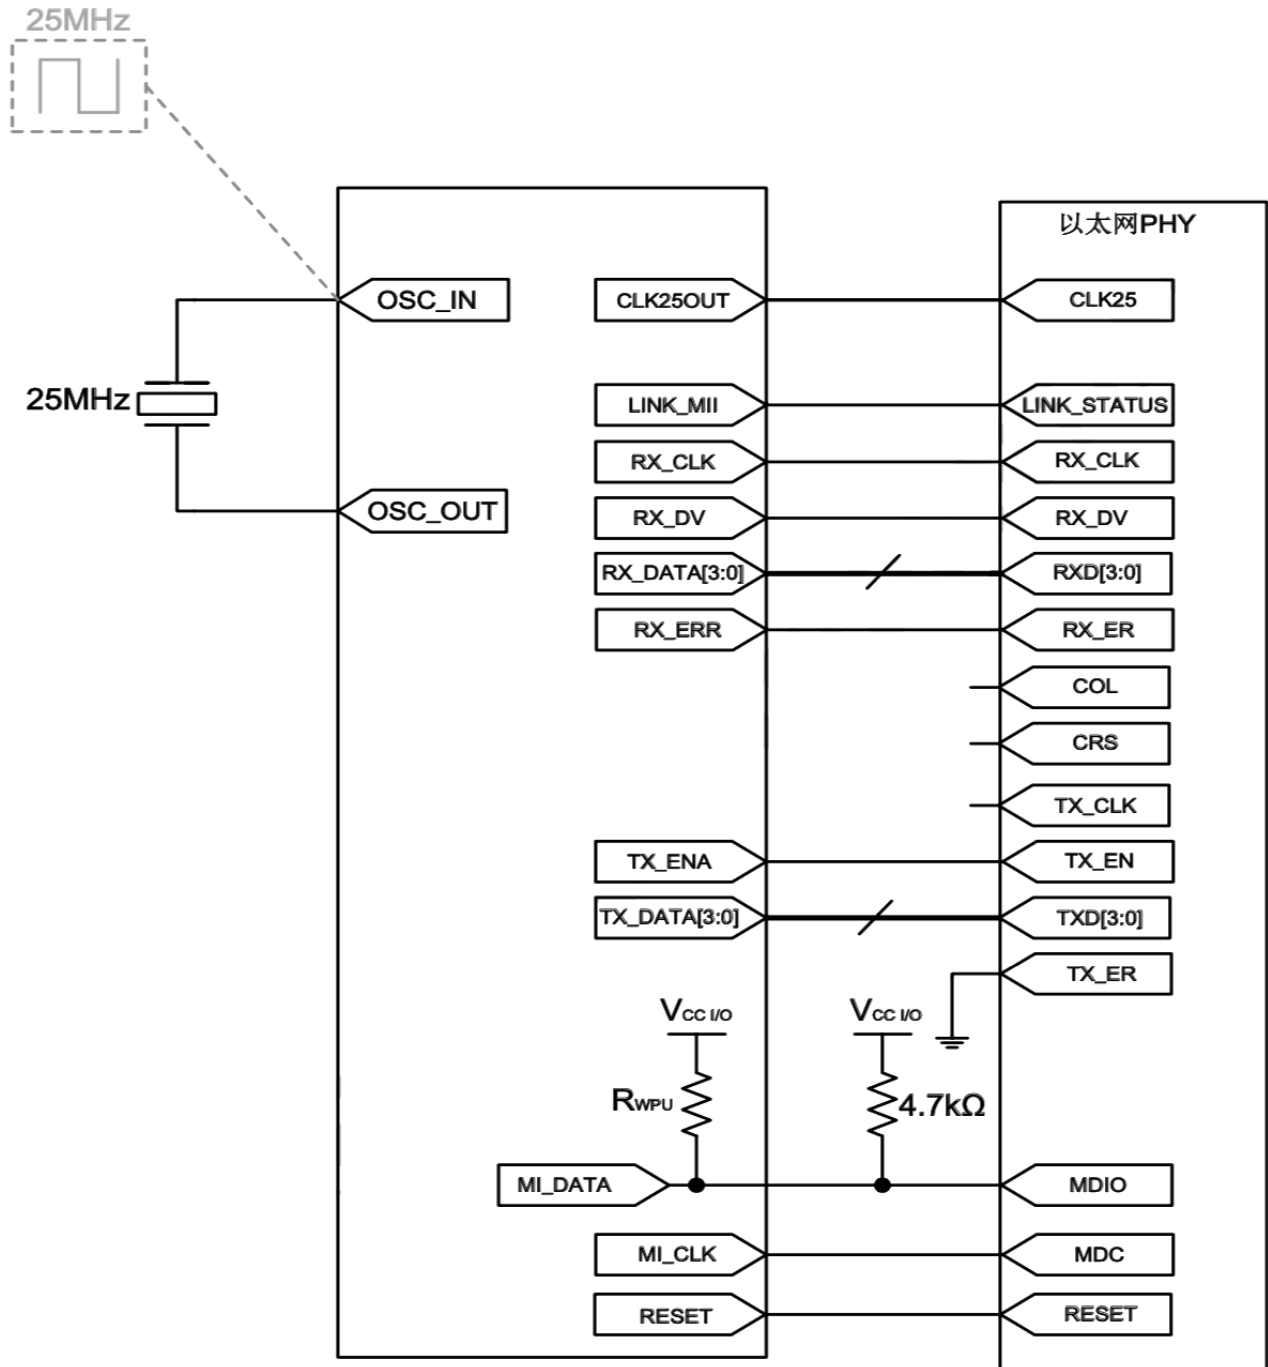 25MHz
以太网PHY
OSC_IN
CLK25OUT
CLK25
25MHz
LINK_MII
LINK_STATUS
RX_CLK
RX_CLK
OSC_OUT
RX_DV
RX_DV
RX_DATA[3:0]
RXD[3:0]
RX_ERR
RX_ER
COL
CRS
TX_CLK
TX_ENA
TX_EN
TX_DATA[3:0]
TXD[3:0]
TX_ER
VCC I/O
VCC I/O
RWPU
4.7kΩ
MI_DATA
MDIO
MI_CLK
MDC
RESET
RESET